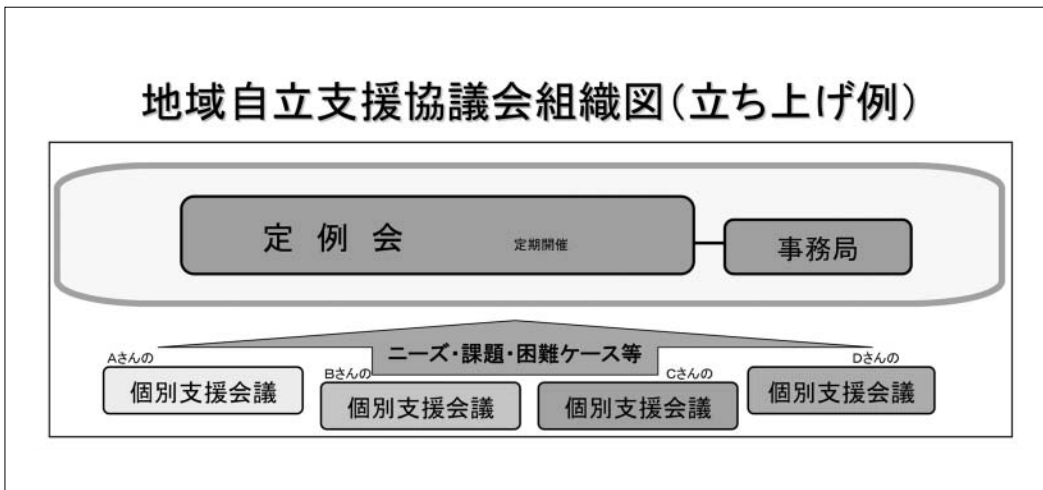 地域自立支援協議会組織図(立ち上げ例)
定 例 会 定期開催
事務局
ニーズ・課題・困難ケース等
Aさんの
個別支援会議
Bさんの
個別支援会議
Cさんの
個別支援会議
Dさんの
個別支援会議